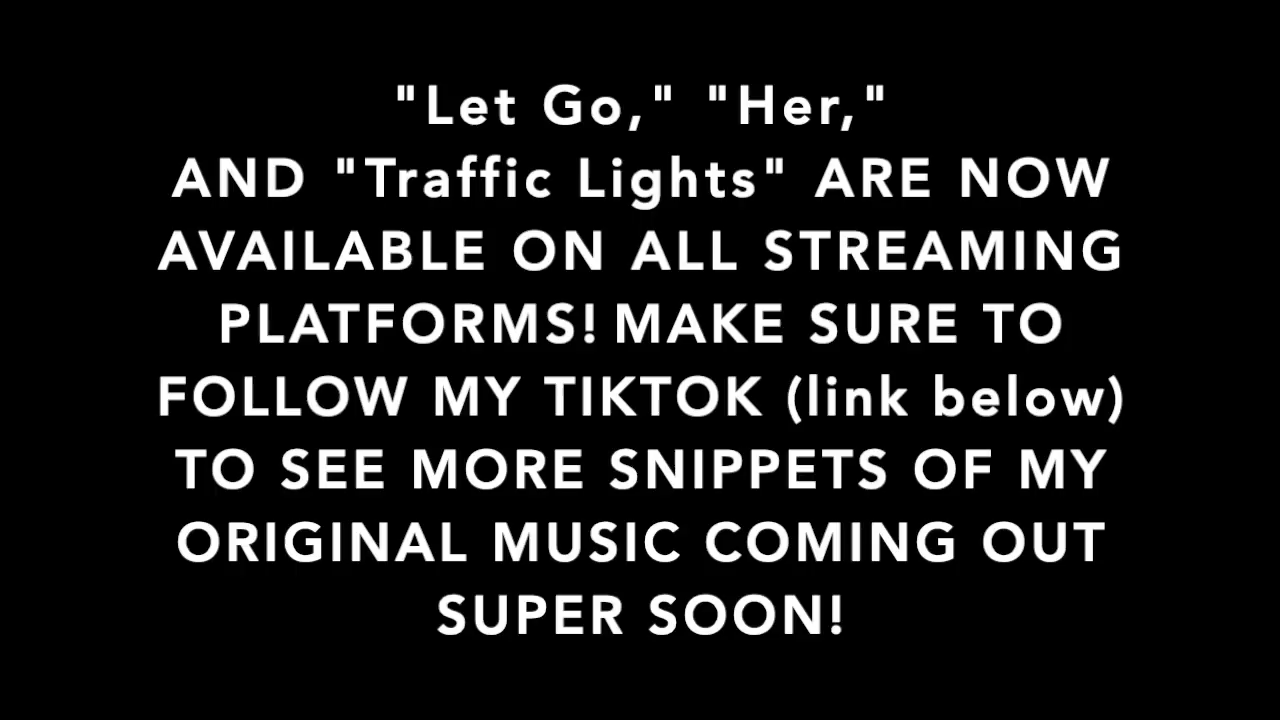 "Let Go," "Her,"
AND "Traffic Lights" ARE NOW
AVAILABLE ON ALL STREAMING
PLATFORMS! MAKE SURE TO
FOLLOW MY TIKTOK (link below)
TO SEE MORE SNIPPETS OF MY
ORIGINAL MUSIC COMING OUT
SUPER SOON!